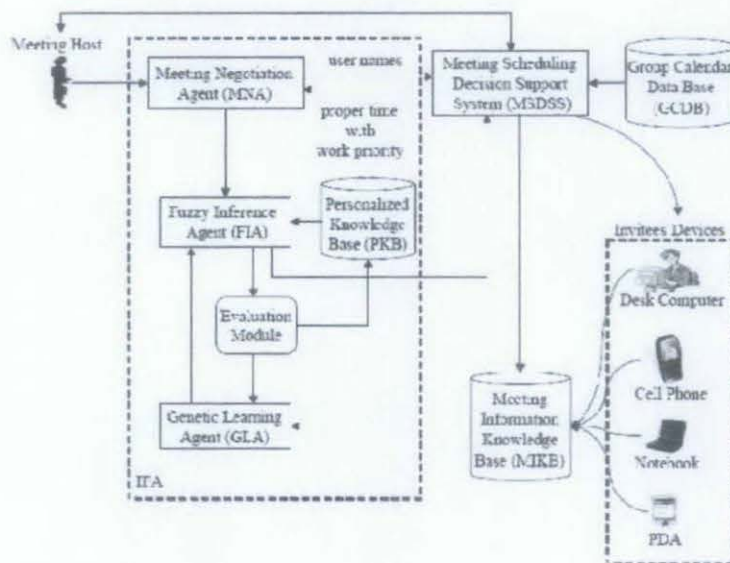 Meeting Host
Meeting Negotiation
Agent (MNA)
user names
proper time
with
work priority
Meeting Scheduling
Decision Support
System (MSDSS)
Group Calendar
Data Base
(GCDB)
Fuzzy Inference
Agent (FIA)
Personalized
Knowledge
Base (PKB)
Invitees Devices
Desk Computer
Evaluation
Module
Cell Phone
Genetic Learning
Agent (GLA)
Meeting
Information
Knowledge
Base (MIKB)
Notebook
PDA